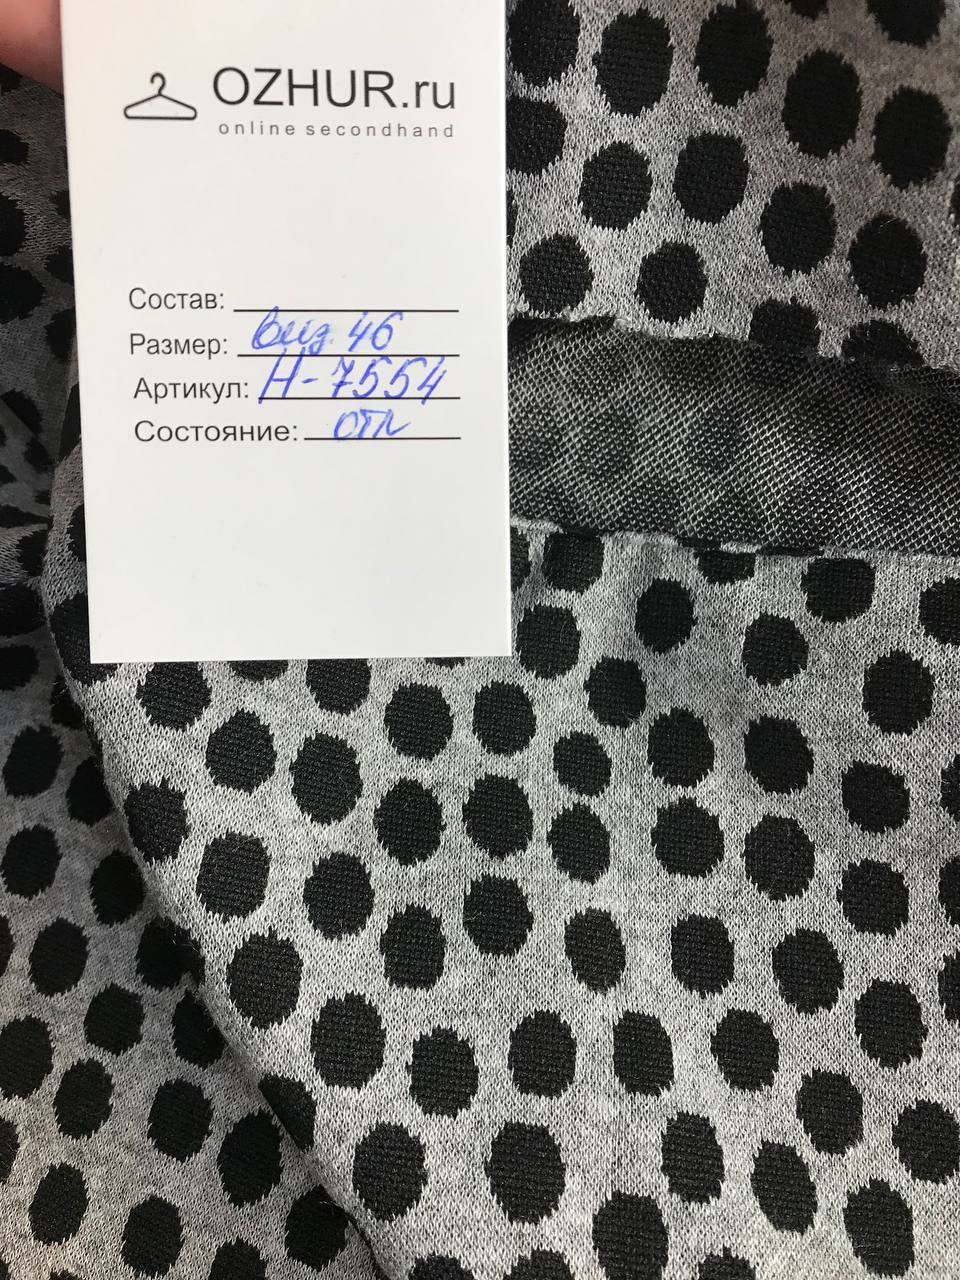 OZHUR.ru
online secondhand
Состав:
Размер: виз. 46
Артикул: Н-7554
Состояние: отл